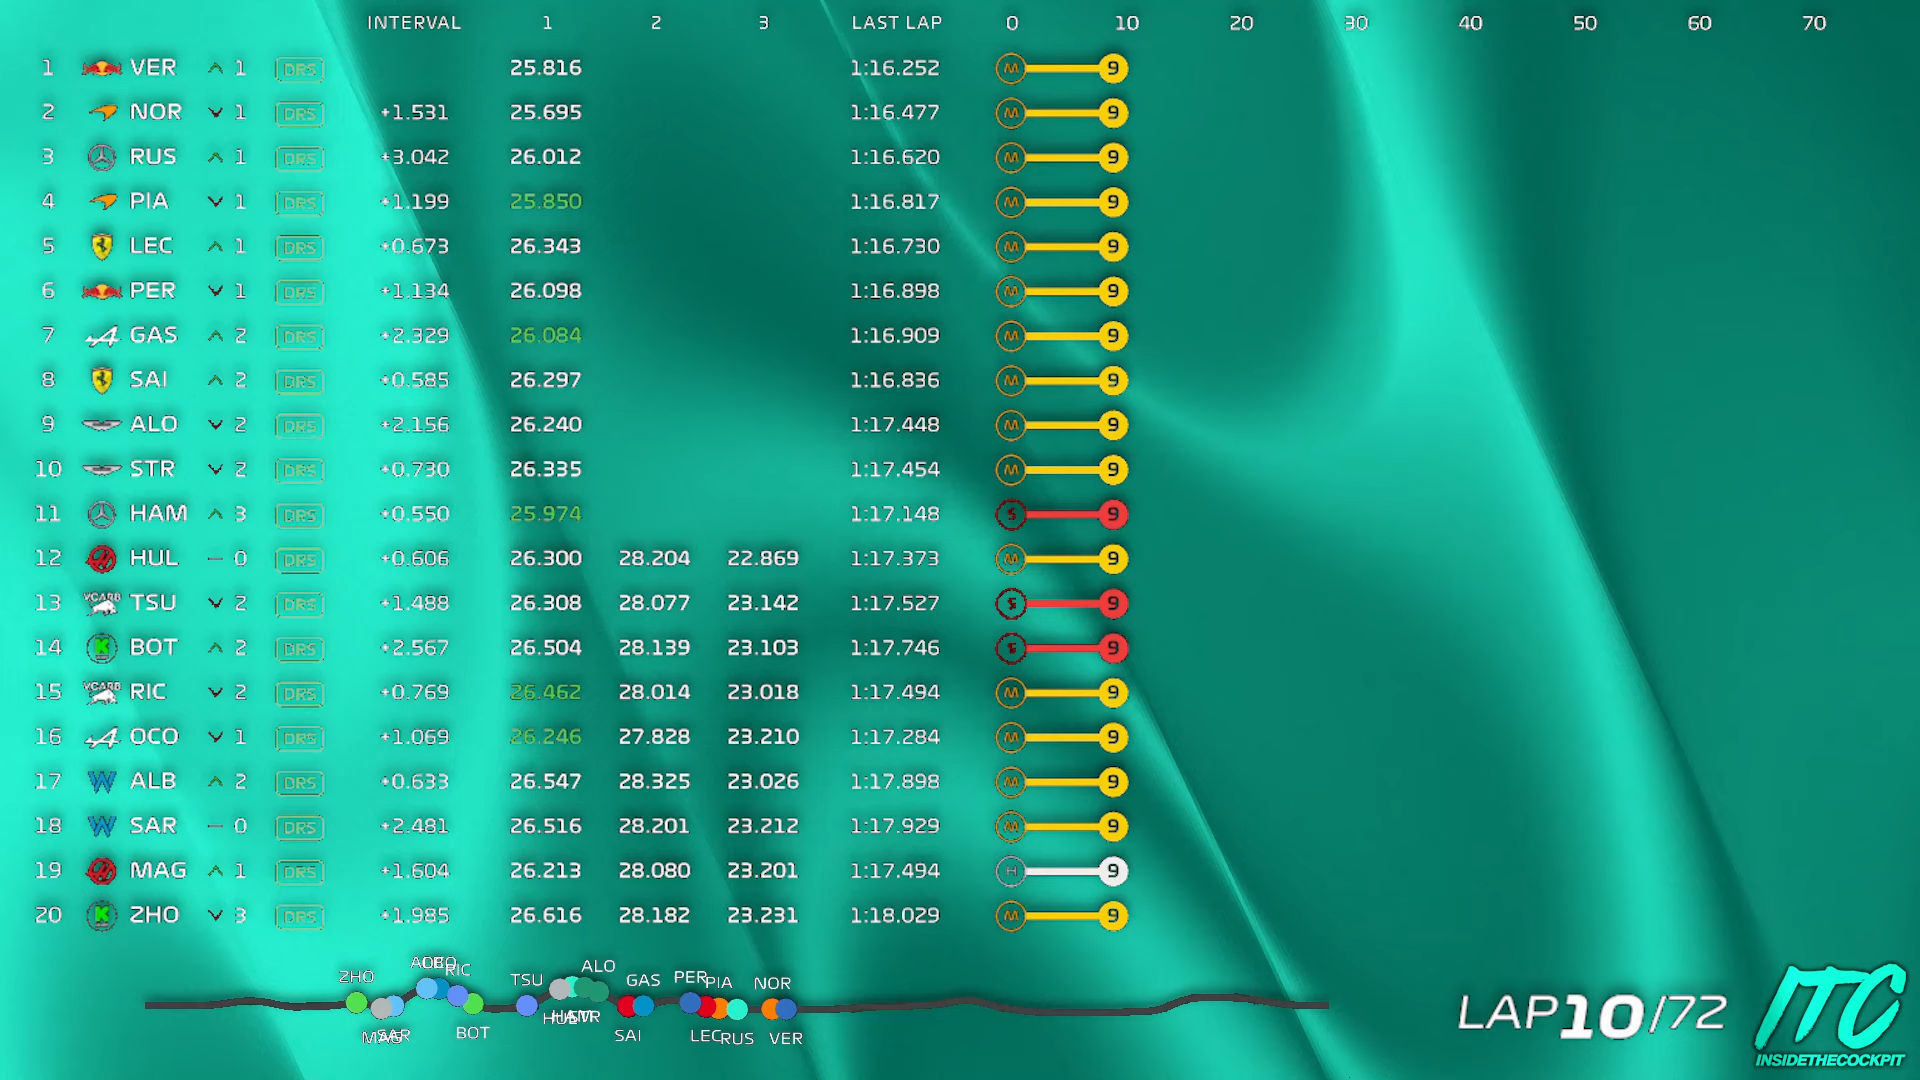 INTERVAL 1 2 3 LAST LAP 0 10 20 30 40 50 60 70
1 VER 1 DRS 25.816 1:16.252 M 9
2 NOR 1 DRS +1.531 25.695 1:16.477 M 9
3 RUS 1 DRS +3.042 26.012 1:16.620 M 9
4 PIA 1 DRS +1.199 25.850 1:16.817 M 9
5 LEC 1 DRS +0.673 26.343 1:16.730 M 9
6 PER 1 DRS +1.134 26.098 1:16.898 M 9
7 GAS 2 DRS +2.329 26.084 1:16.909 M 9
8 SAI 2 DRS +0.585 26.297 1:16.836 M 9
9 ALO 2 DRS +2.156 26.240 1:17.448 M 9
10 STR 2 DRS +0.730 26.335 1:17.454 M 9
11 HAM 3 DRS +0.550 25.974 1:17.148 S 9
12 HUL 0 DRS +0.606 26.300 28.204 22.869 1:17.373 M 9
13 VCARB TSU 2 DRS +1.488 26.308 28.077 23.142 1:17.527 S 9
14 K BOT 2 DRS +2.567 26.504 28.139 23.103 1:17.746 S 9
15 VCARB RIC 2 DRS +0.769 26.462 28.014 23.018 1:17.494 M 9
16 OCO 1 DRS +1.069 26.246 27.828 23.210 1:17.284 M 9
17 W ALB 2 DRS +0.633 26.547 28.325 23.026 1:17.898 M 9
18 W SAR 0 DRS +2.481 26.516 28.201 23.212 1:17.929 M 9
19 MAG 1 DRS +1.604 26.213 28.080 23.201 1:17.494 H 9
20 K ZHO 3 DRS +1.985 26.616 28.182 23.231 1:18.029 M 9
ZHO RIC TSU ALO GAS PER PIA NOR
MAG SAR BOT HUL HAM STR SAI LEC RUS VER
LAP 10/72
ITC
INSIDETHECOCKPIT